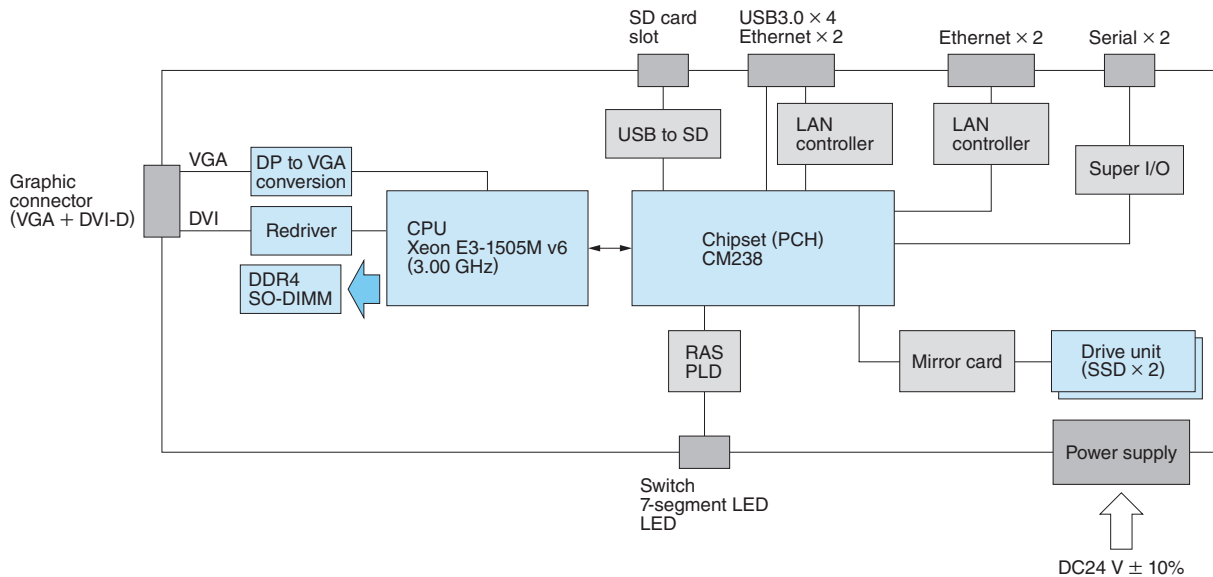 SD card
slot
USB3.0 × 4
Ethernet × 2
Ethernet × 2
Serial × 2
USB to SD
LAN
controller
LAN
controller
Super I/O
Graphic
connector
(VGA + DVI-D)
VGA
DP to VGA
conversion
DVI
Redriver
DDR4
SO-DIMM
CPU
Xeon E3-1505M v6
(3.00 GHz)
Chipset (PCH)
CM238
RAS
PLD
Mirror card
Drive unit
(SSD × 2)
Power supply
Switch
7-segment LED
LED
DC24 V ± 10%